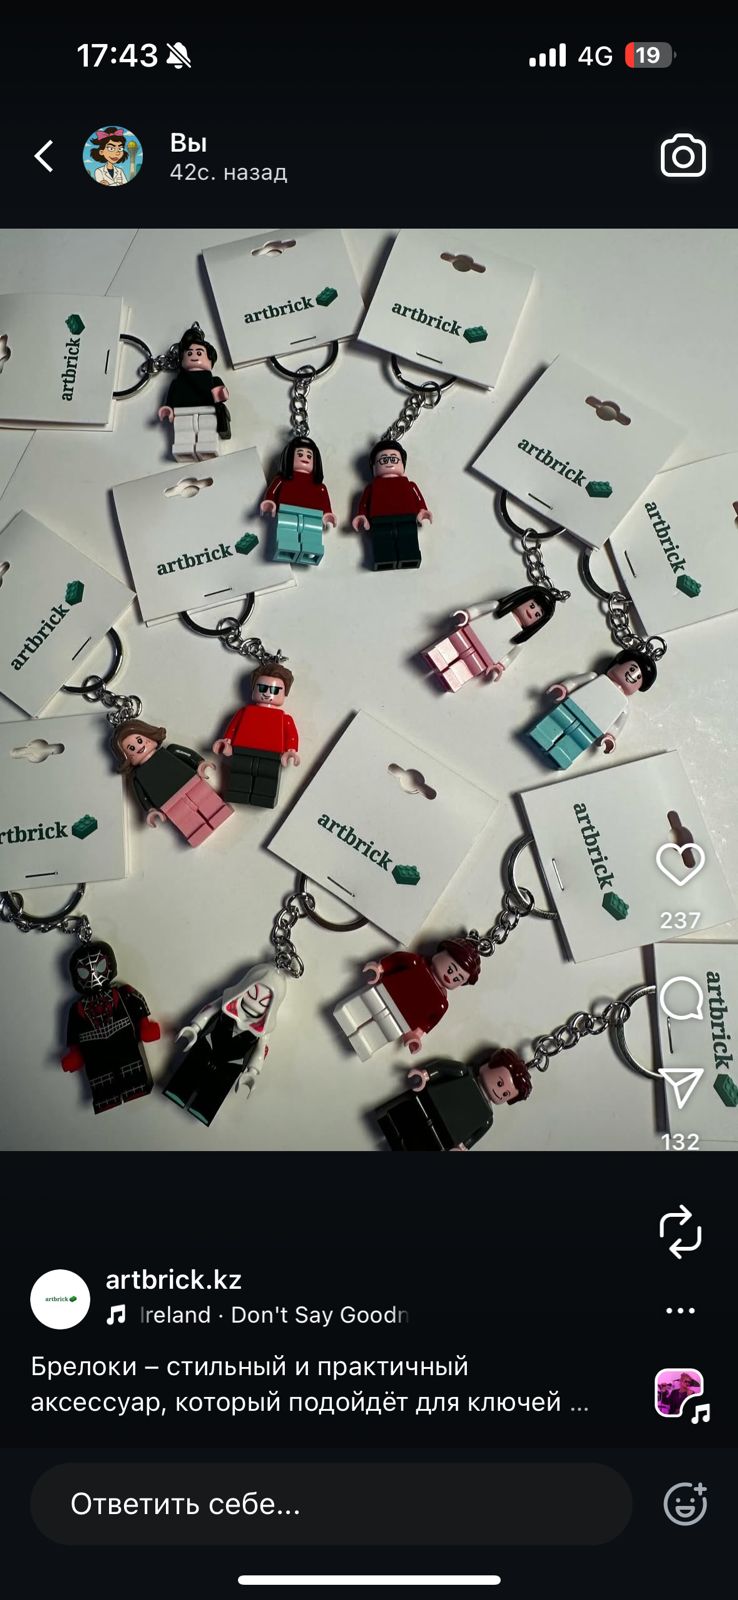 17:43
4G
19
Вы
42с. назад
artbrick
artbrick
artbrick
artbrick
artbrick
artbrick
artbrick
rtbrick
artbrick
artbrick
237
artbrick
132
artbrick.kz
artbrick
Ireland · Don't Say Goodn
Брелоки – стильный и практичный
аксессуар, который подойдёт для ключей ...
Ответить себе...